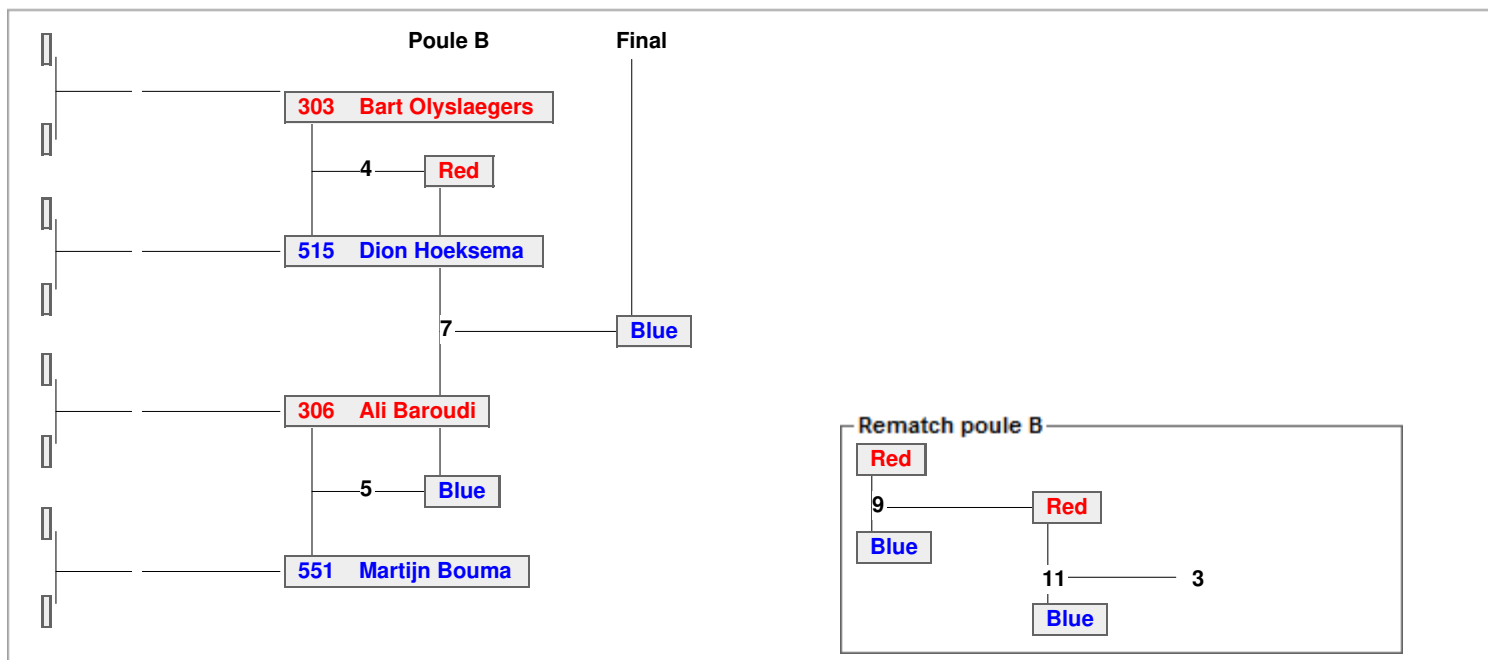 Poule B Final
303 Bart Olyslaegers
4 Red
515 Dion Hoeksema
7 Blue
306 Ali Baroudi
5 Blue
551 Martijn Bouma
Rematch poule B
Red
9 Red
Blue
11 3
Blue